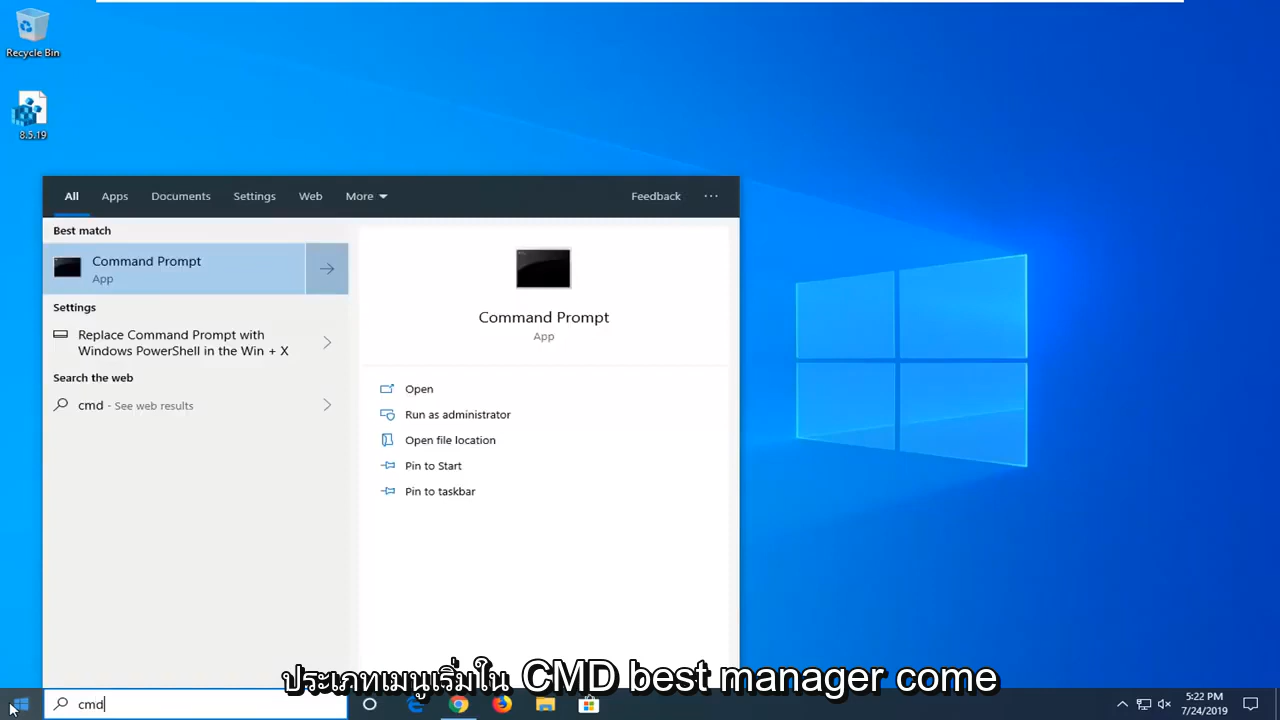 Recycle Bin
8.5.19
All Apps Documents Settings Web More Feedback ...
Best match
Command Prompt
App
Settings
Replace Command Prompt with
Windows PowerShell in the Win + X
Search the web
cmd - See web results
Command Prompt
App
Open
Run as administrator
Open file location
Pin to Start
Pin to taskbar
ประเภทเมนูเริ่มใน CMD best manager come
cmd
5:22 PM
7/24/2019